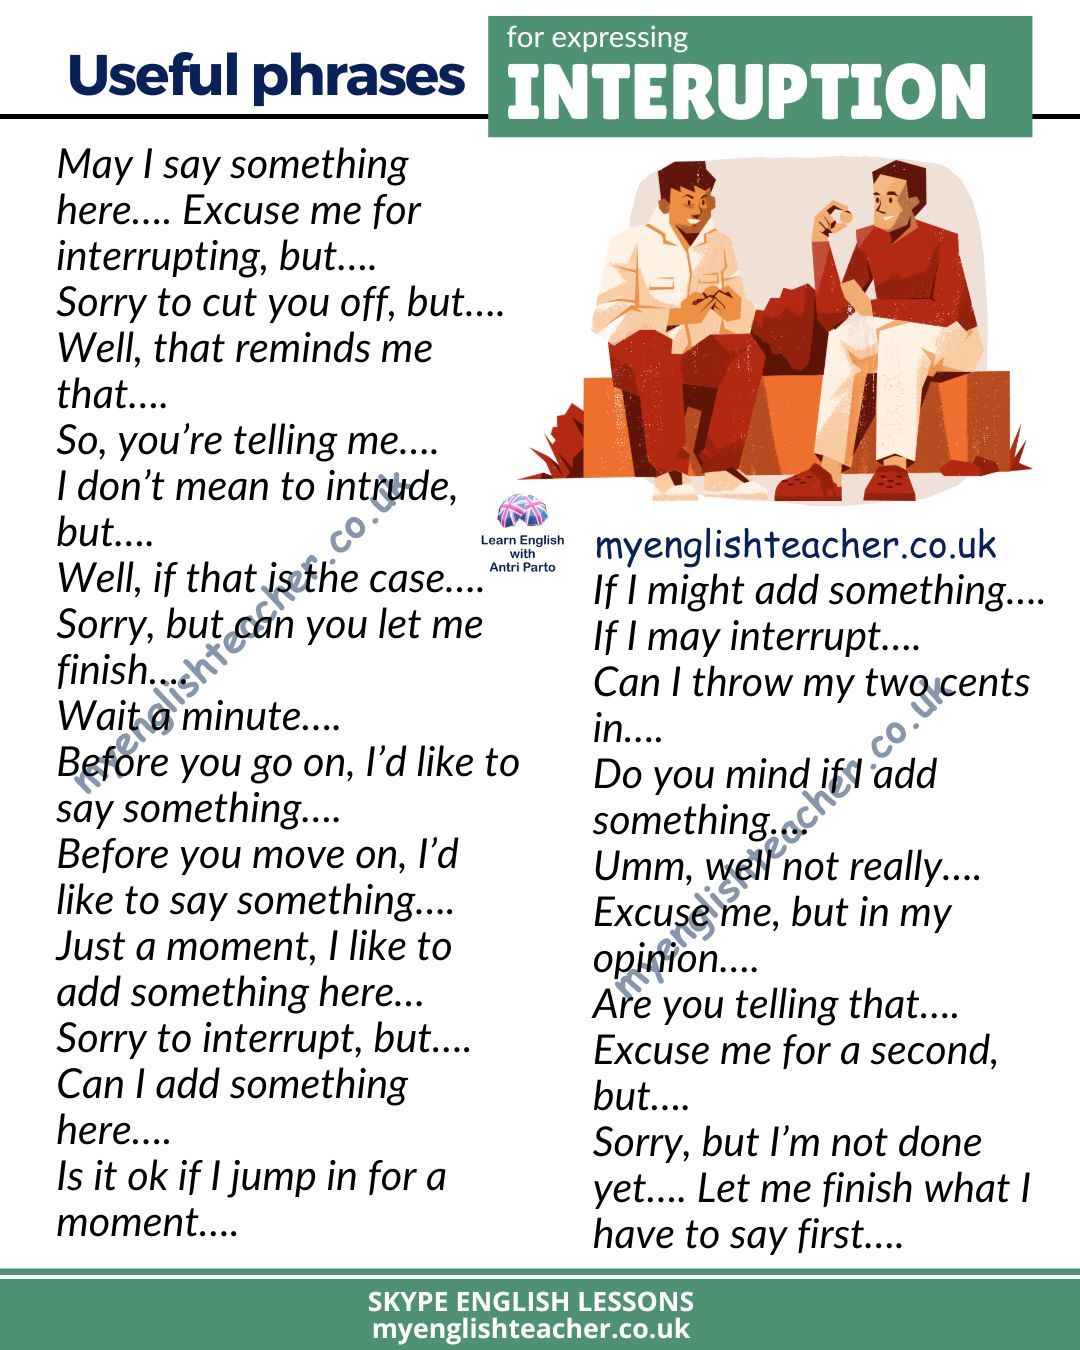 Useful phrases
for expressing
INTERUPTION
May I say something
here.... Excuse me for
interrupting, but....
Sorry to cut you off, but....
Well, that reminds me
that....
So, you’re telling me....
I don’t mean to intrude,
but....
Well, if that is the case....
Sorry, but can you let me
finish....
Wait a minute....
Before you go on, I’d like to
say something....
Before you move on, I’d
like to say something....
Just a moment, I like to
add something here...
Sorry to interrupt, but....
Can I add something
here....
Is it ok if I jump in for a
moment....
myenglishteacher.co.uk
Learn English
with
Antri Parto
myenglishteacher.co.uk
If I might add something....
If I may interrupt....
Can I throw my two cents
in....
Do you mind if I add
something....
Umm, well not really....
Excuse me, but in my
opinion....
Are you telling that....
Excuse me for a second,
but....
Sorry, but I’m not done
yet.... Let me finish what I
have to say first....
myenglishteacher.co.uk
SKYPE ENGLISH LESSONS
myenglishteacher.co.uk